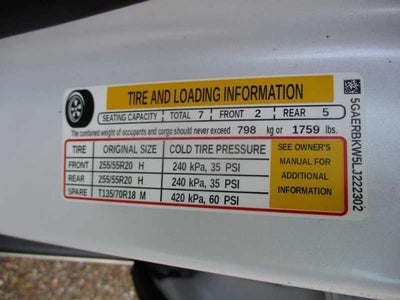 TIRE AND LOADING INFORMATION
SEATING CAPACITY TOTAL 7 FRONT 2 REAR 5
The combined weight of occupants and cargo should never exceed 798 kg or 1759 lbs.
TIRE ORIGINAL SIZE COLD TIRE PRESSURE
FRONT 255/55R20 H 240 kPa, 35 PSI
REAR 255/55R20 H 240 kPa, 35 PSI
SPARE T135/70R18 M 420 kPa, 60 PSI
SEE OWNER'S
MANUAL FOR
ADDITIONAL
INFORMATION
5GAERBKW5LJ222302